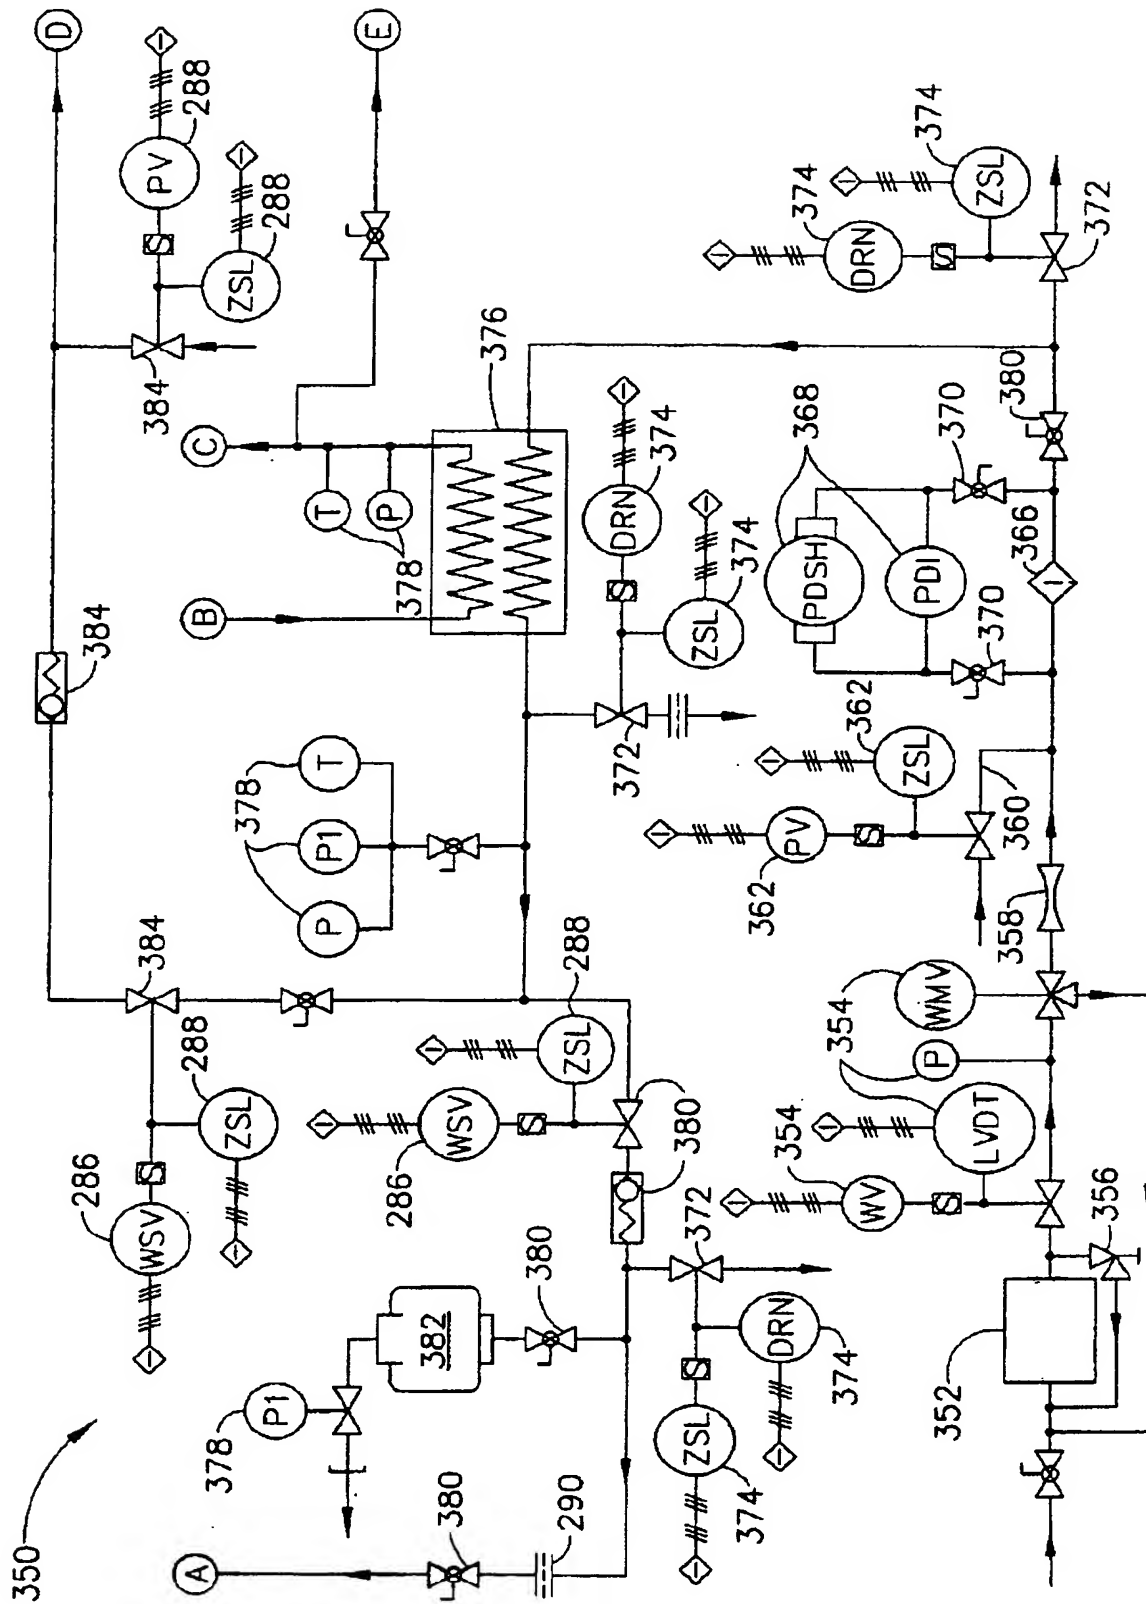 350
D
286
384
384
WSV
PV
288
384
A
288
B
C
ZSL
288
ZSL
378
P1
378
P
P1
T
T
P
E
378
382
286
WSV
380
380
376
288
ZSL
290
DRN
374
380
372
372
ZSL
374
ZSL
374
DRN
374
354
362
PV
PDSH
368
WV
362
ZSL
DRN
374
354
LVDT
P
WMV
PDI
370
352
360
370
ZSL
374
358
366
380
356
372